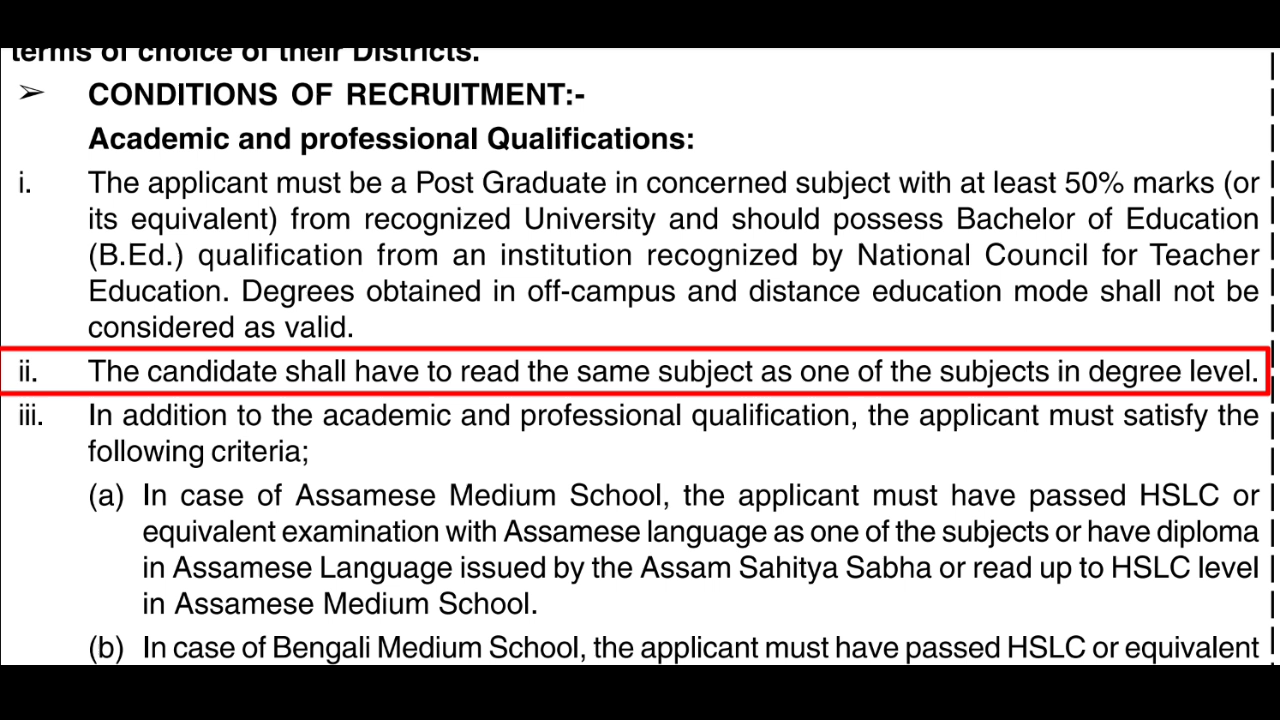 terms of choice of their Districts.
➢ CONDITIONS OF RECRUITMENT:-
Academic and professional Qualifications:
i. The applicant must be a Post Graduate in concerned subject with at least 50% marks (or
its equivalent) from recognized University and should possess Bachelor of Education
(B.Ed.) qualification from an institution recognized by National Council for Teacher
Education. Degrees obtained in off-campus and distance education mode shall not be
considered as valid.
ii. The candidate shall have to read the same subject as one of the subjects in degree level.
iii. In addition to the academic and professional qualification, the applicant must satisfy the
following criteria;
(a) In case of Assamese Medium School, the applicant must have passed HSLC or
equivalent examination with Assamese language as one of the subjects or have diploma
in Assamese Language issued by the Assam Sahitya Sabha or read up to HSLC level
in Assamese Medium School.
(b) In case of Bengali Medium School, the applicant must have passed HSLC or equivalent